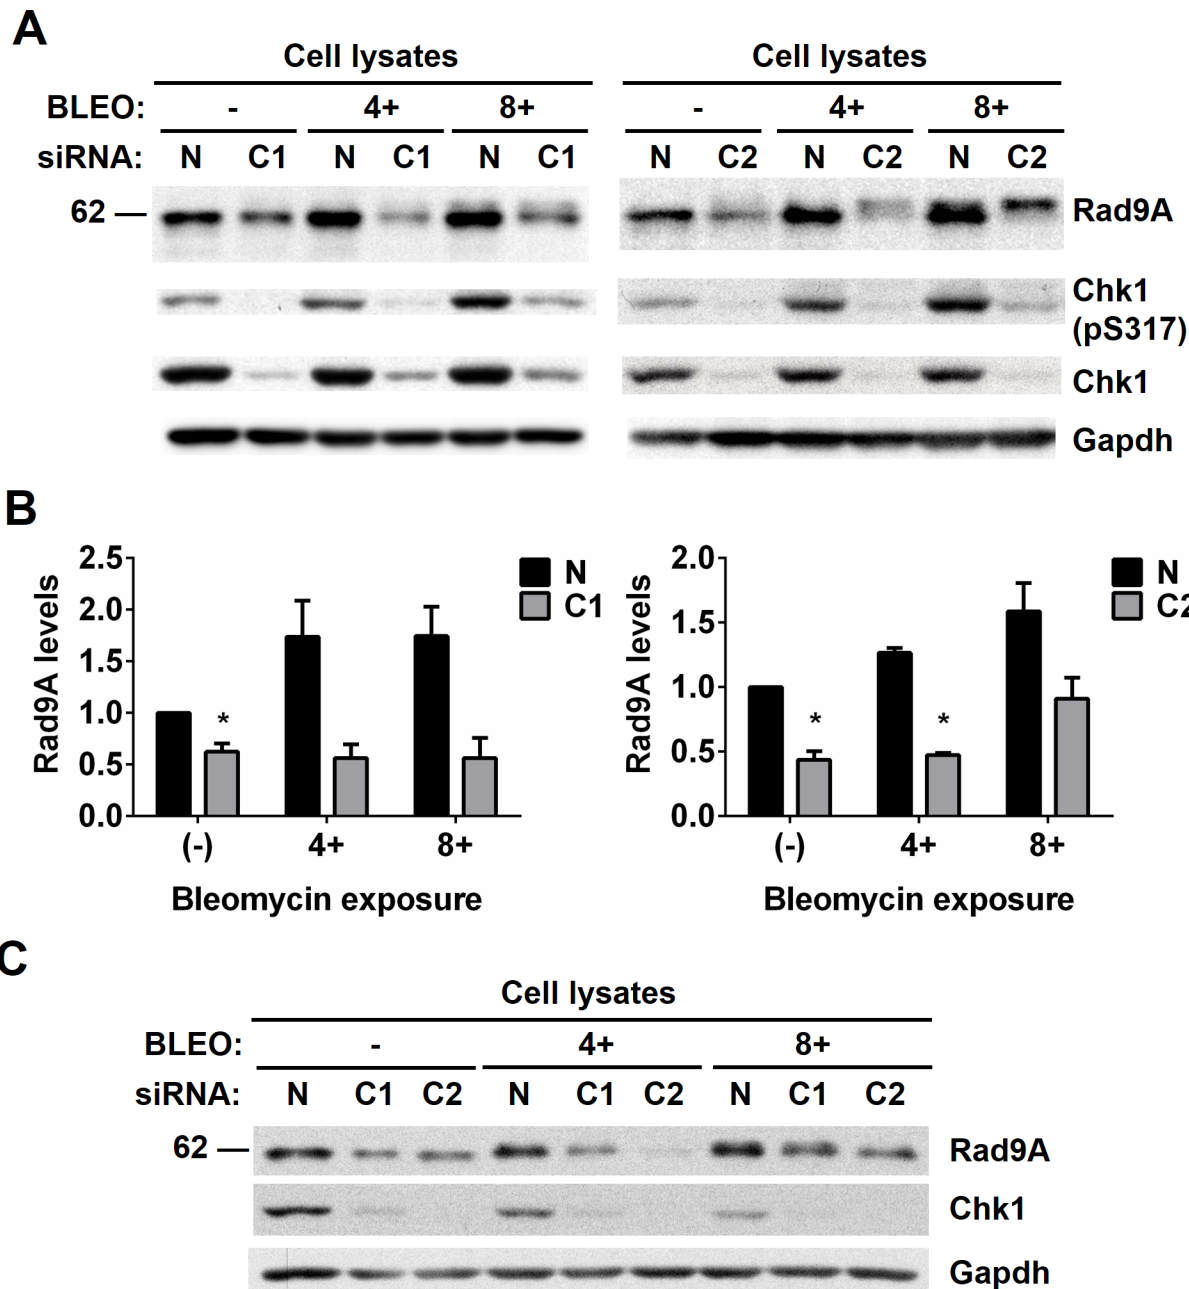 A
Cell lysates Cell lysates
BLEO: - 4+ 8+ - 4+ 8+
siRNA: N C1 N C1 N C1 N C2 N C2 N C2
62 Rad9A
Chk1
(pS317)
Chk1
Gapdh
B
Rad9A levels
2.5
2.0
1.5
1.0
0.5
0.0
*
N
C1
(-) 4+ 8+
Bleomycin exposure
Rad9A levels
2.0
1.5
1.0
0.5
0.0
* *
N
C2
(-) 4+ 8+
Bleomycin exposure
C
Cell lysates
BLEO: - 4+ 8+
siRNA: N C1 C2 N C1 C2 N C1 C2
62 Rad9A
Chk1
Gapdh